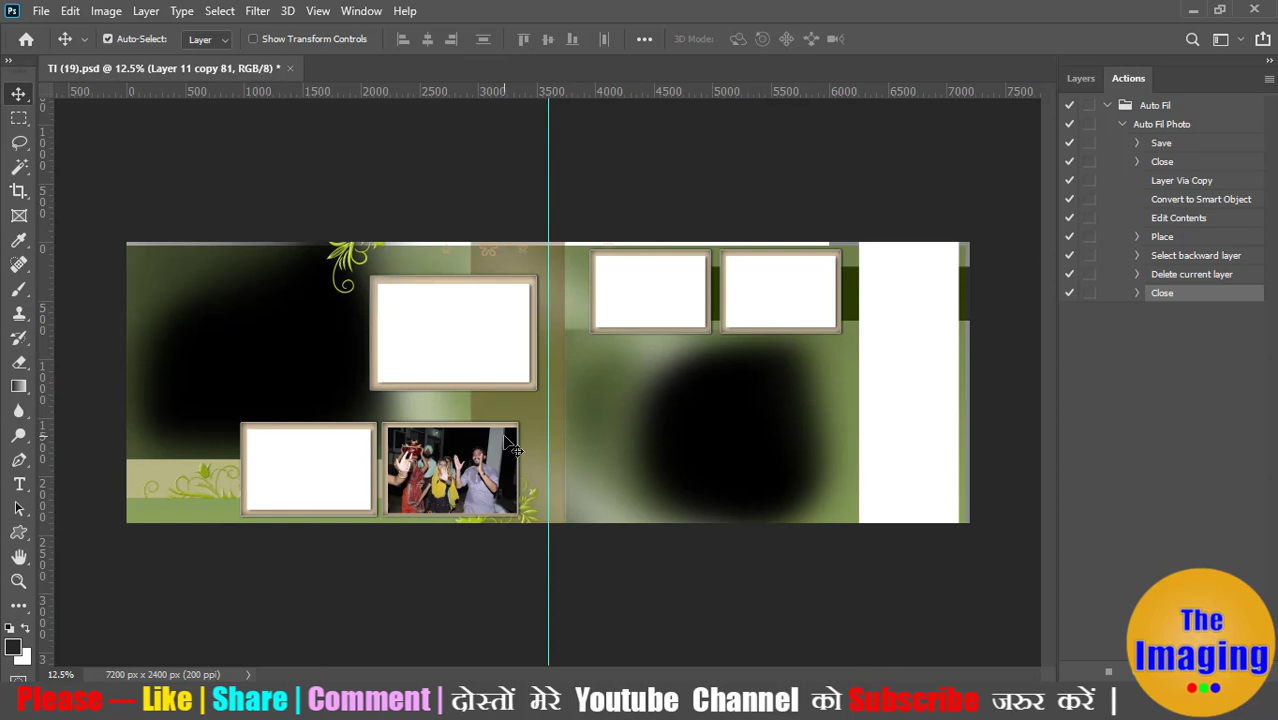 Ps File Edit Image Layer Type Select Filter 3D View Window Help
Auto-Select: Layer Show Transform Controls 3D Mode:
TI (19).psd @ 12.5% (Layer 11 copy 81, RGB/8) *
500 0 500 1000 1500 2000 2500 3000 3500 4000 4500 5000 5500 6000 6500 7000 7500
Layers Actions
Auto Fil
Auto Fil Photo
Save
Close
Layer Via Copy
Convert to Smart Object
Edit Contents
Place
Select backward layer
Delete current layer
Close
12.5% 7200 px x 2400 px (200 ppi)
The
Imaging
Please --- Like | Share | Comment | दोस्तों मेरे Youtube Channel को Subscribe जरुर करें |